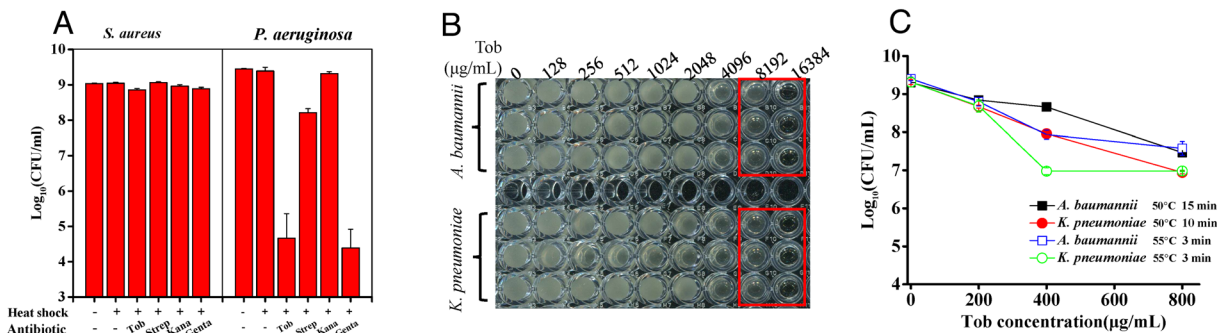 A
S. aureus
P. aeruginosa
Log10(CFU/ml)
10
9
8
7
6
5
4
3
Heat shock - + + + + + - + + + + +
Antibiotic - - Tob Strep Kana Genta - - Tob Strep Kana Genta
B
Tob
(μg/mL)
0 128 256 512 1024 2048 4096 8192 16384
A. baumannii
K. pneumoniae
C
Log10(CFU/mL)
10
9
8
7
6
5
4
A. baumannii 50°C 15 min
K. pneumoniae 50°C 10 min
A. baumannii 55°C 3 min
K. pneumoniae 55°C 3 min
0 200 400 600 800
Tob concentration(μg/mL)